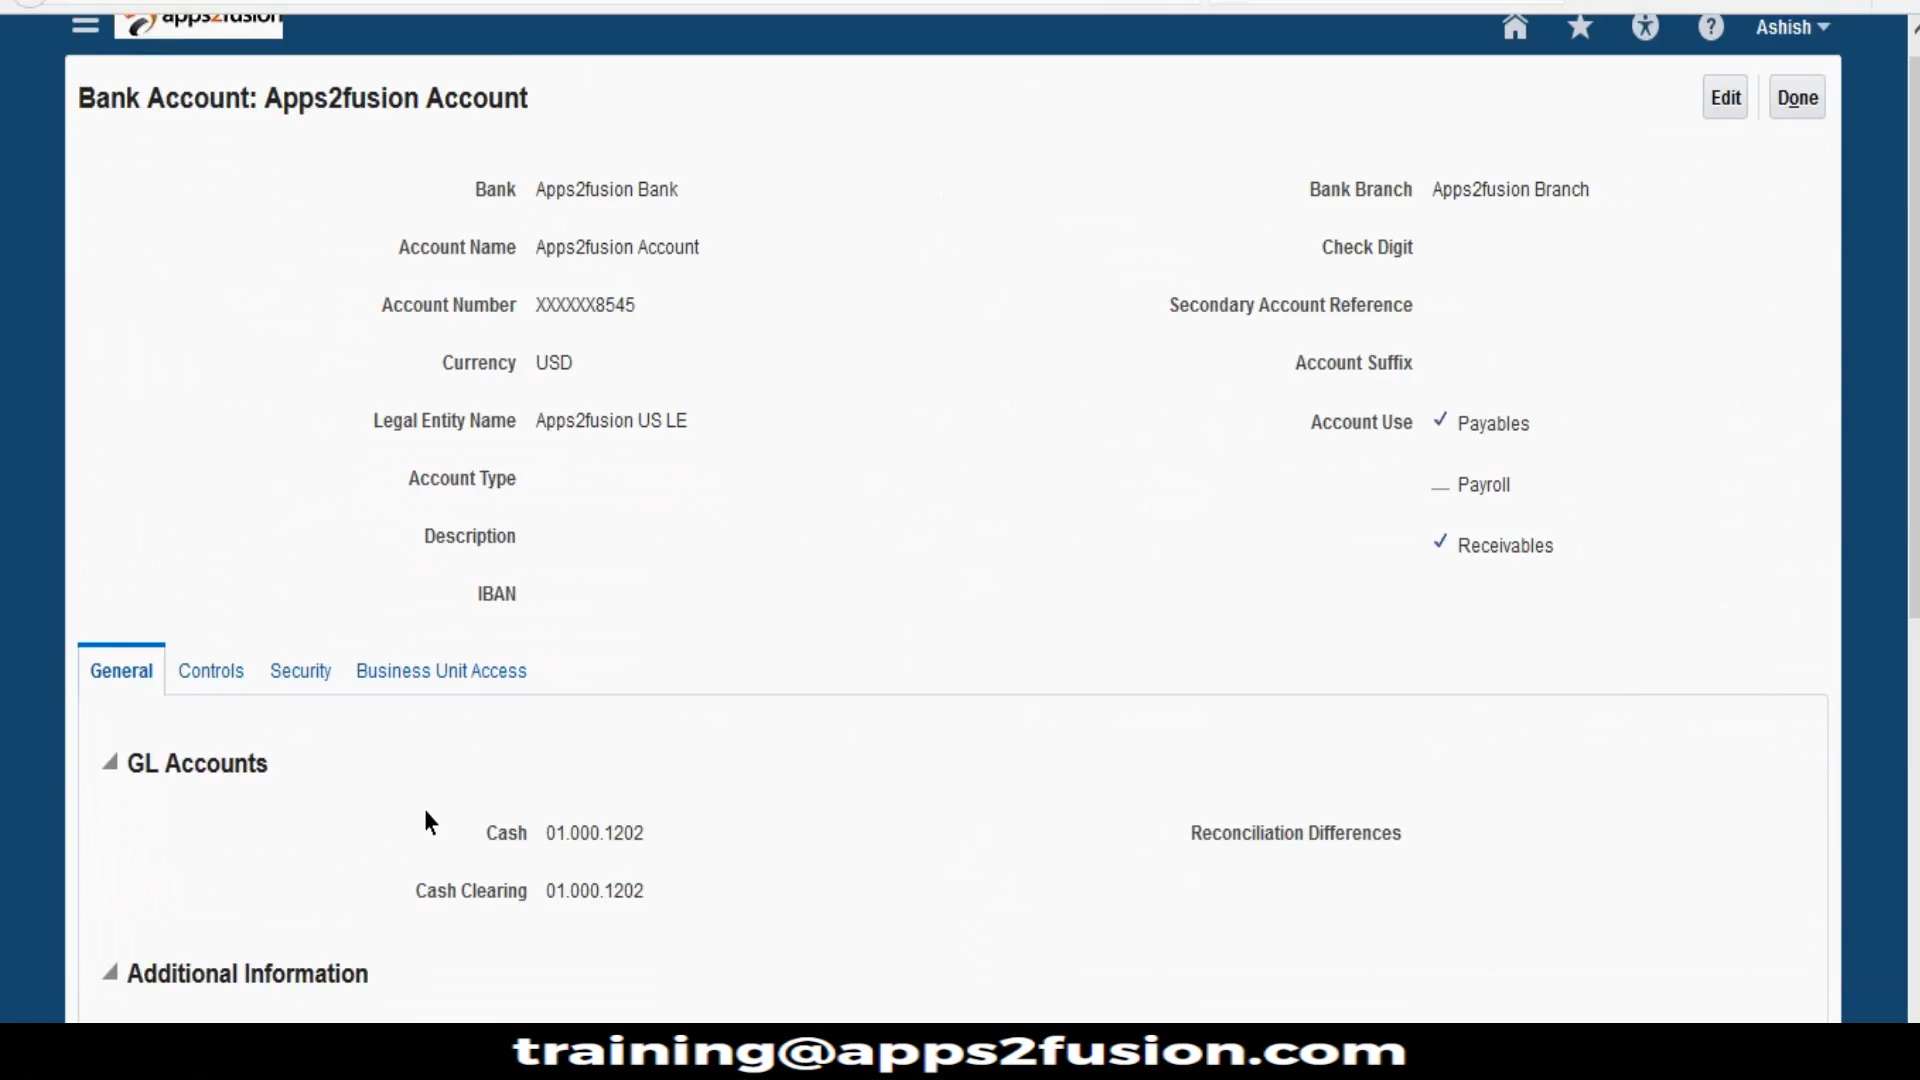 apps2fusion
Ashish
Bank Account: Apps2fusion Account
Edit
Done
Bank Apps2fusion Bank
Bank Branch Apps2fusion Branch
Account Name Apps2fusion Account
Check Digit
Account Number XXXXXX8545
Secondary Account Reference
Currency USD
Account Suffix
Legal Entity Name Apps2fusion US LE
Account Use Payables
Account Type
Payroll
Description
Receivables
IBAN
General Controls Security Business Unit Access
GL Accounts
Cash 01.000.1202
Reconciliation Differences
Cash Clearing 01.000.1202
Additional Information
training@apps2fusion.com